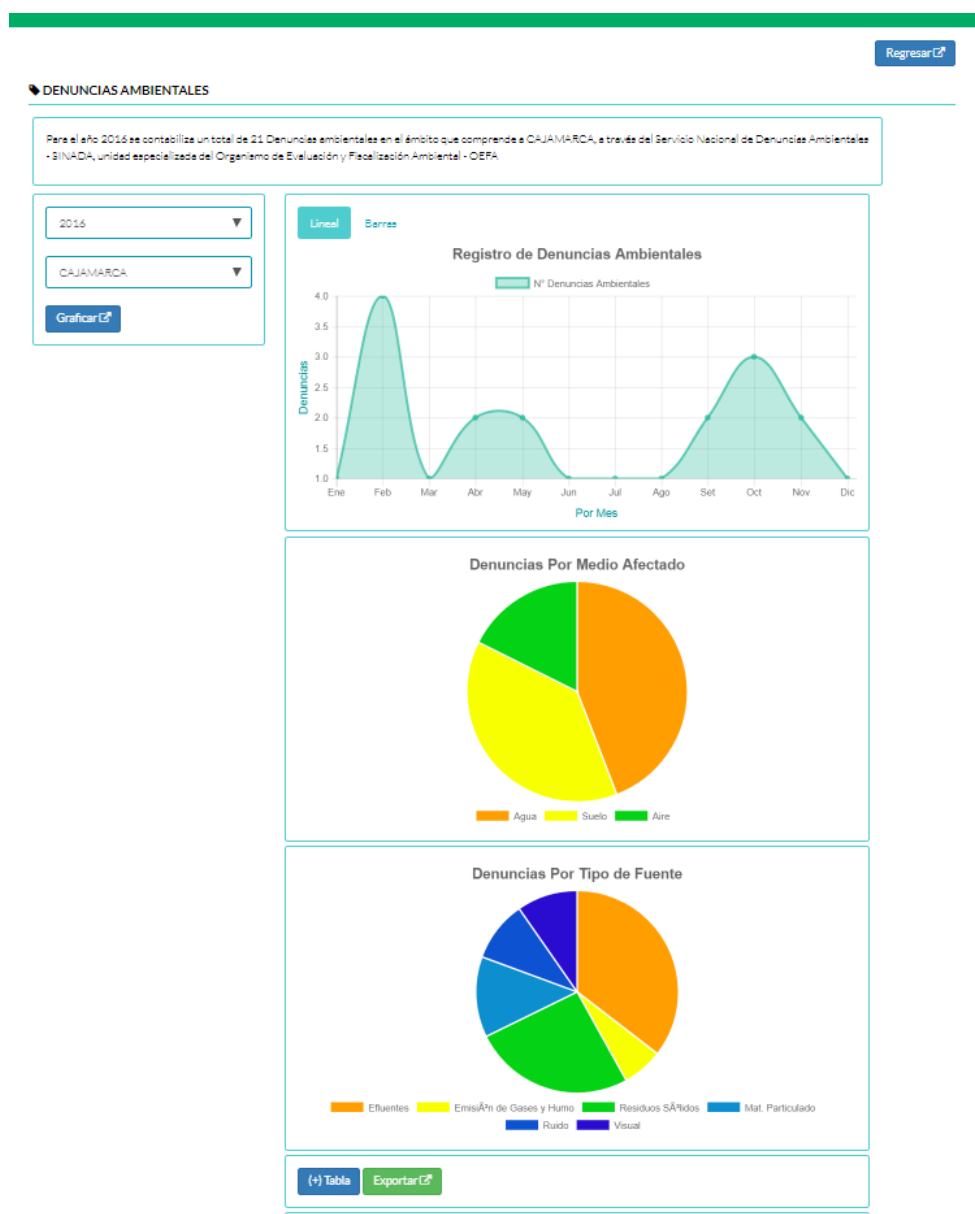 Regresar
DENUNCIAS AMBIENTALES
Para el año 2016 se contabiliza un total de 21 Denuncias ambientales en el ámbito que comprende a CAJAMARCA, a través del Servicio Nacional de Denuncias Ambientales
- SINADA, unidad especializada del Organismo de Evaluación y Fiscalización Ambiental - OEFA
2016
CAJAMARCA
Graficar
Lineal Barras
Registro de Denuncias Ambientales
N° Denuncias Ambientales
Denuncias
4.0
3.5
3.0
2.5
2.0
1.5
1.0
Ene Feb Mar Abr May Jun Jul Ago Set Oct Nov Dic
Por Mes
Denuncias Por Medio Afectado
Agua Suelo Aire
Denuncias Por Tipo de Fuente
Efluentes EmisiÃ³n de Gases y Humo Residuos SÃ³lidos Mat. Particulado
Ruido Visual
(+) Tabla Exportar